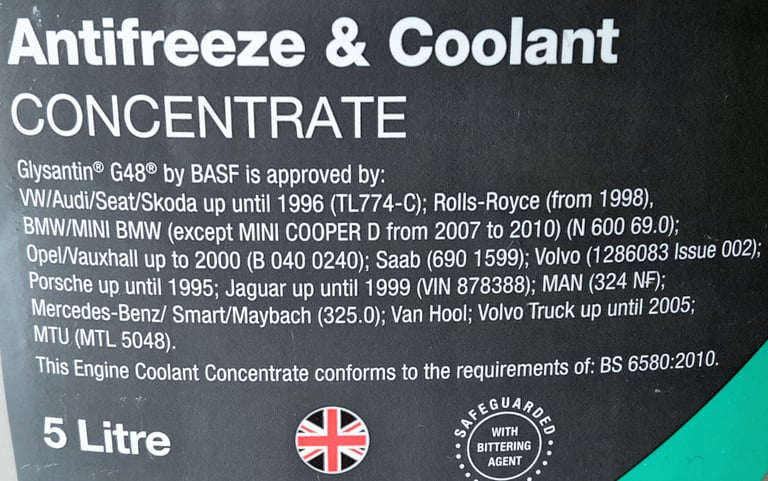 Antifreeze & Coolant
CONCENTRATE
Glysantin® G48® by BASF is approved by:
VW/Audi/Seat/Skoda up until 1996 (TL774-C); Rolls-Royce (from 1998),
BMW/MINI BMW (except MINI COOPER D from 2007 to 2010) (N 600 69.0);
Opel/Vauxhall up to 2000 (B 040 0240); Saab (690 1599); Volvo (1286083 Issue 002);
Porsche up until 1995; Jaguar up until 1999 (VIN 878388); MAN (324 NF);
Mercedes-Benz/ Smart/Maybach (325.0); Van Hool; Volvo Truck up until 2005;
MTU (MTL 5048).
This Engine Coolant Concentrate conforms to the requirements of: BS 6580:2010.
5 Litre
SAFEGUARDED
WITH
BITTERING
AGENT